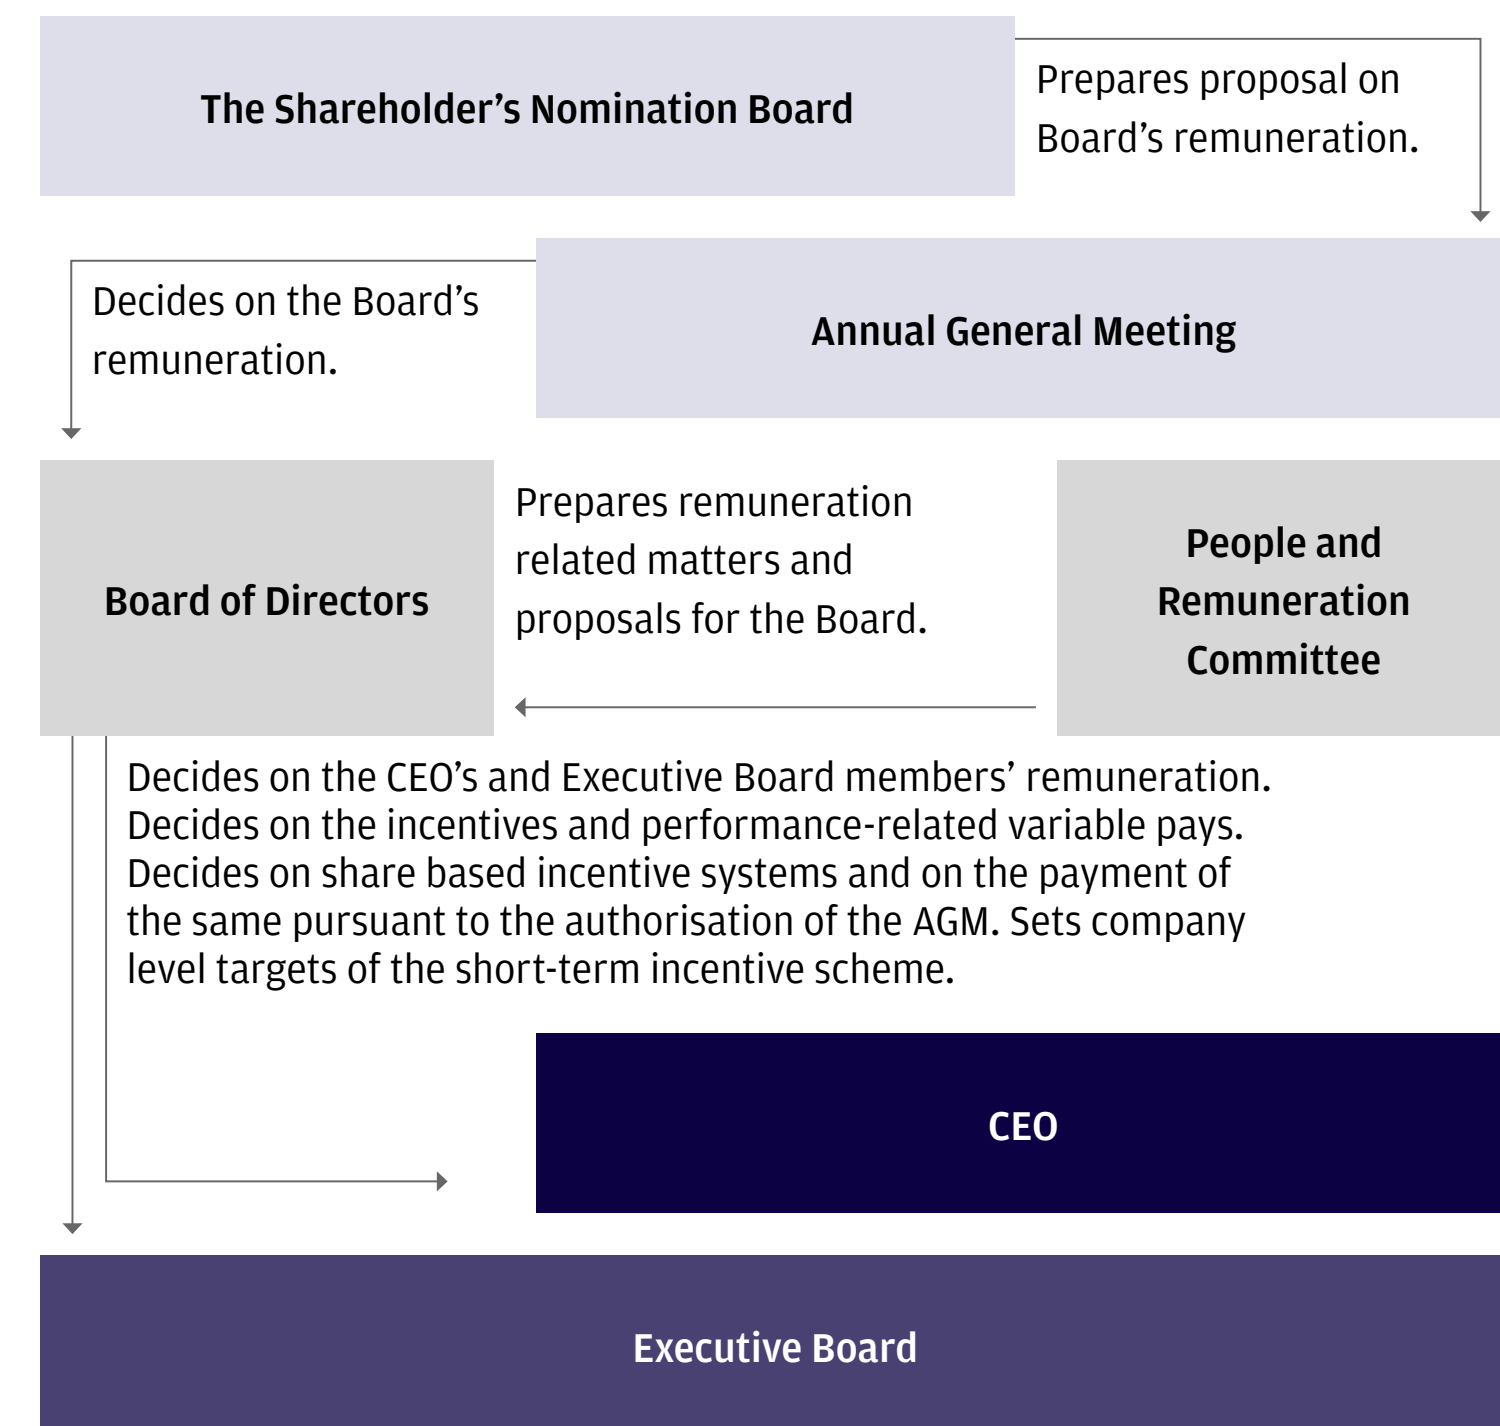 The Shareholder’s Nomination Board
Prepares proposal on
Board’s remuneration.
Decides on the Board’s
remuneration.
Annual General Meeting
Board of Directors
Prepares remuneration
related matters and
proposals for the Board.
People and
Remuneration
Committee
Decides on the CEO’s and Executive Board members’ remuneration.
Decides on the incentives and performance-related variable pays.
Decides on share based incentive systems and on the payment of
the same pursuant to the authorisation of the AGM. Sets company
level targets of the short-term incentive scheme.
CEO
Executive Board